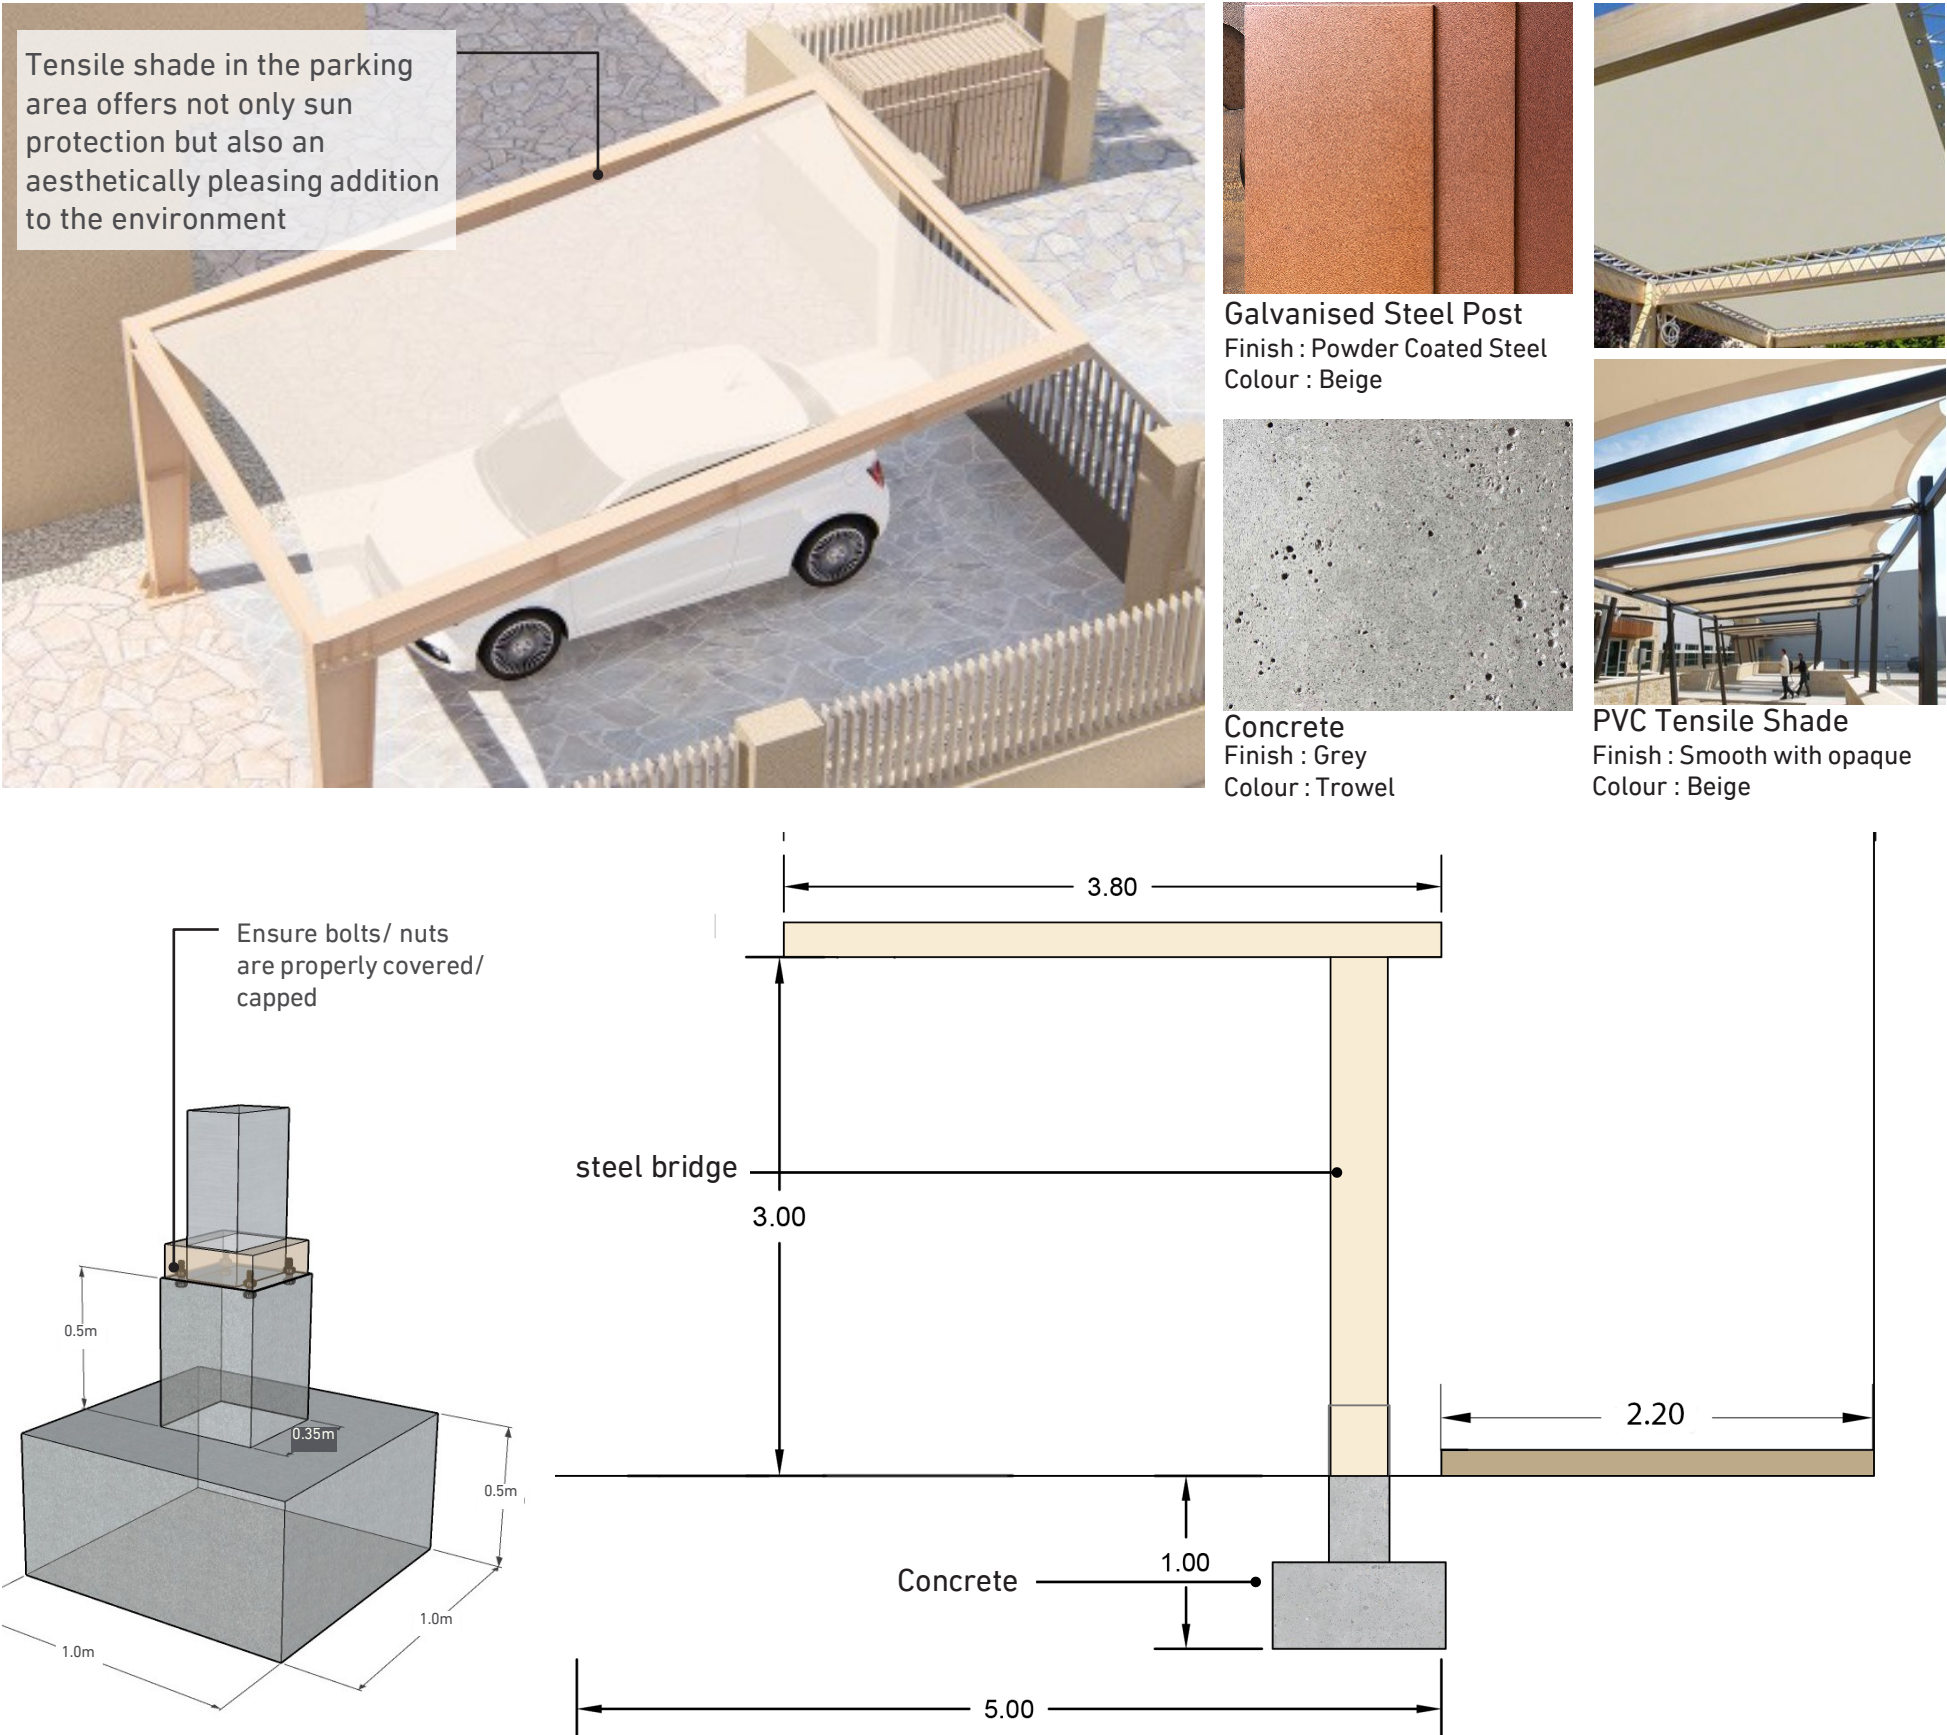 Tensile shade in the parking
area offers not only sun
protection but also an
aesthetically pleasing addition
to the environment
Galvanised Steel Post
Finish : Powder Coated Steel
Colour : Beige
Concrete
Finish : Grey
Colour : Trowel
PVC Tensile Shade
Finish : Smooth with opaque
Colour : Beige
Ensure bolts/ nuts
are properly covered/
capped
0.5m
0.35m
0.5m
1.0m
1.0m
3.80
steel bridge
3.00
2.20
1.00
Concrete
5.00